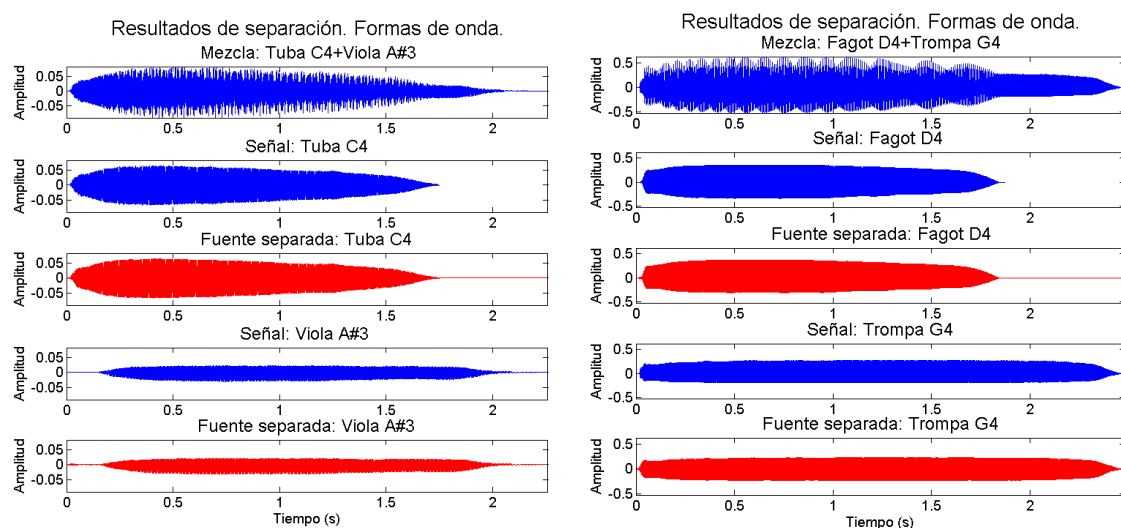 Resultados de separación. Formas de onda.
Mezcla: Tuba C4+Viola A#3
Amplitud
0.05
0
-0.05
0 0.5 1 1.5 2
Señal: Tuba C4
Amplitud
0.05
0
-0.05
0 0.5 1 1.5 2
Fuente separada: Tuba C4
Amplitud
0.05
0
-0.05
0 0.5 1 1.5 2
Señal: Viola A#3
Amplitud
0.05
0
-0.05
0 0.5 1 1.5 2
Fuente separada: Viola A#3
Amplitud
0.05
0
-0.05
0 0.5 1 1.5 2
Tiempo (s)
Resultados de separación. Formas de onda.
Mezcla: Fagot D4+Trompa G4
Amplitud
0.5
0
-0.5
0 0.5 1 1.5 2
Señal: Fagot D4
Amplitud
0.5
0
-0.5
0 0.5 1 1.5 2
Fuente separada: Fagot D4
Amplitud
0.5
0
-0.5
0 0.5 1 1.5 2
Señal: Trompa G4
Amplitud
0.5
0
-0.5
0 0.5 1 1.5 2
Fuente separada: Trompa G4
Amplitud
0.5
0
-0.5
0 0.5 1 1.5 2
Tiempo (s)